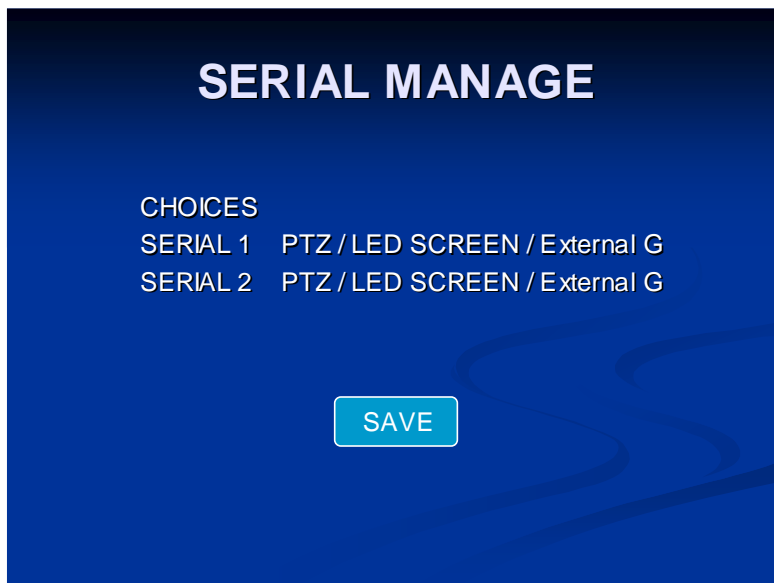 SERIAL MANAGE
CHOICES
SERIAL 1 PTZ / LED SCREEN / External G
SERIAL 2 PTZ / LED SCREEN / External G
SAVE